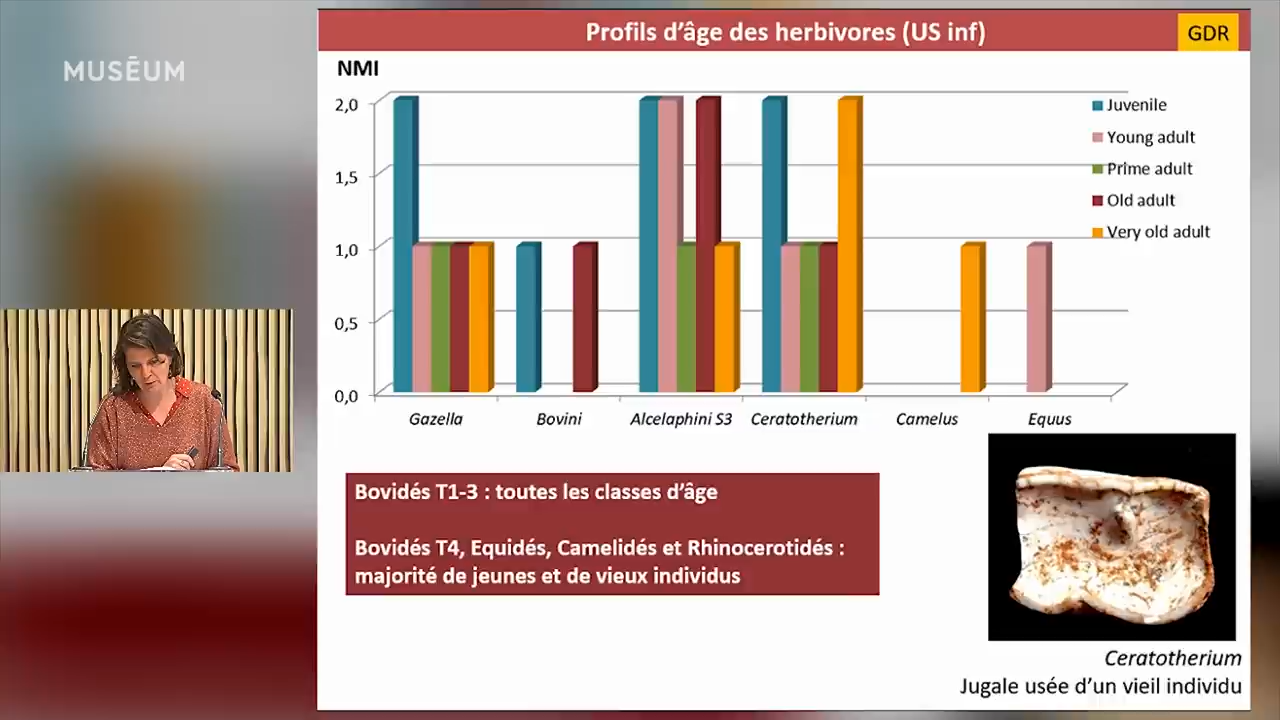 MUSĒUM
Profils d'âge des herbivores (US inf)
GDR
NMI
2,0
1,5
1,0
0,5
0,0
Juvenile
Young adult
Prime adult
Old adult
Very old adult
Gazella
Bovini
Alcelaphini S3
Ceratotherium
Camelus
Equus
Bovidés T1-3 : toutes les classes d'âge
Bovidés T4, Equidés, Camelidés et Rhinocerotidés :
majorité de jeunes et de vieux individus
Ceratotherium
Jugale usée d'un vieil individu